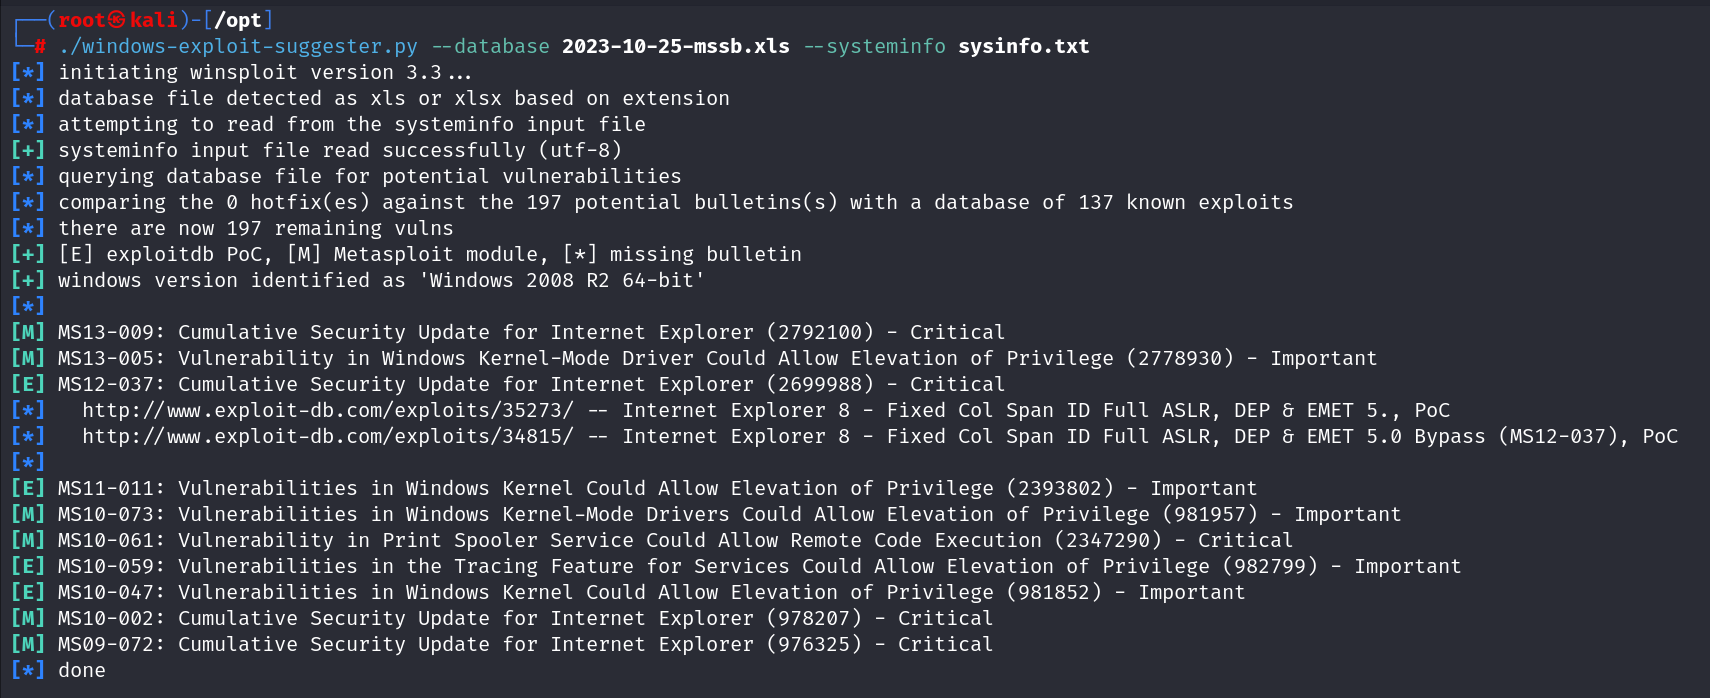 ┌──(root㉿kali)-[/opt]
└─# ./windows-exploit-suggester.py --database 2023-10-25-mssb.xls --systeminfo sysinfo.txt
[*] initiating winsploit version 3.3...
[*] database file detected as xls or xlsx based on extension
[*] attempting to read from the systeminfo input file
[+] systeminfo input file read successfully (utf-8)
[*] querying database file for potential vulnerabilities
[*] comparing the 0 hotfix(es) against the 197 potential bulletins(s) with a database of 137 known exploits
[*] there are now 197 remaining vulns
[+] [E] exploitdb PoC, [M] Metasploit module, [*] missing bulletin
[+] windows version identified as 'Windows 2008 R2 64-bit'
[*]
[M] MS13-009: Cumulative Security Update for Internet Explorer (2792100) - Critical
[M] MS13-005: Vulnerability in Windows Kernel-Mode Driver Could Allow Elevation of Privilege (2778930) - Important
[E] MS12-037: Cumulative Security Update for Internet Explorer (2699988) - Critical
[*]   http://www.exploit-db.com/exploits/35273/ -- Internet Explorer 8 - Fixed Col Span ID Full ASLR, DEP & EMET 5., PoC
[*]   http://www.exploit-db.com/exploits/34815/ -- Internet Explorer 8 - Fixed Col Span ID Full ASLR, DEP & EMET 5.0 Bypass (MS12-037), PoC
[*]
[E] MS11-011: Vulnerabilities in Windows Kernel Could Allow Elevation of Privilege (2393802) - Important
[M] MS10-073: Vulnerabilities in Windows Kernel-Mode Drivers Could Allow Elevation of Privilege (981957) - Important
[M] MS10-061: Vulnerability in Print Spooler Service Could Allow Remote Code Execution (2347290) - Critical
[E] MS10-059: Vulnerabilities in the Tracing Feature for Services Could Allow Elevation of Privilege (982799) - Important
[E] MS10-047: Vulnerabilities in Windows Kernel Could Allow Elevation of Privilege (981852) - Important
[M] MS10-002: Cumulative Security Update for Internet Explorer (978207) - Critical
[M] MS09-072: Cumulative Security Update for Internet Explorer (976325) - Critical
[*] done